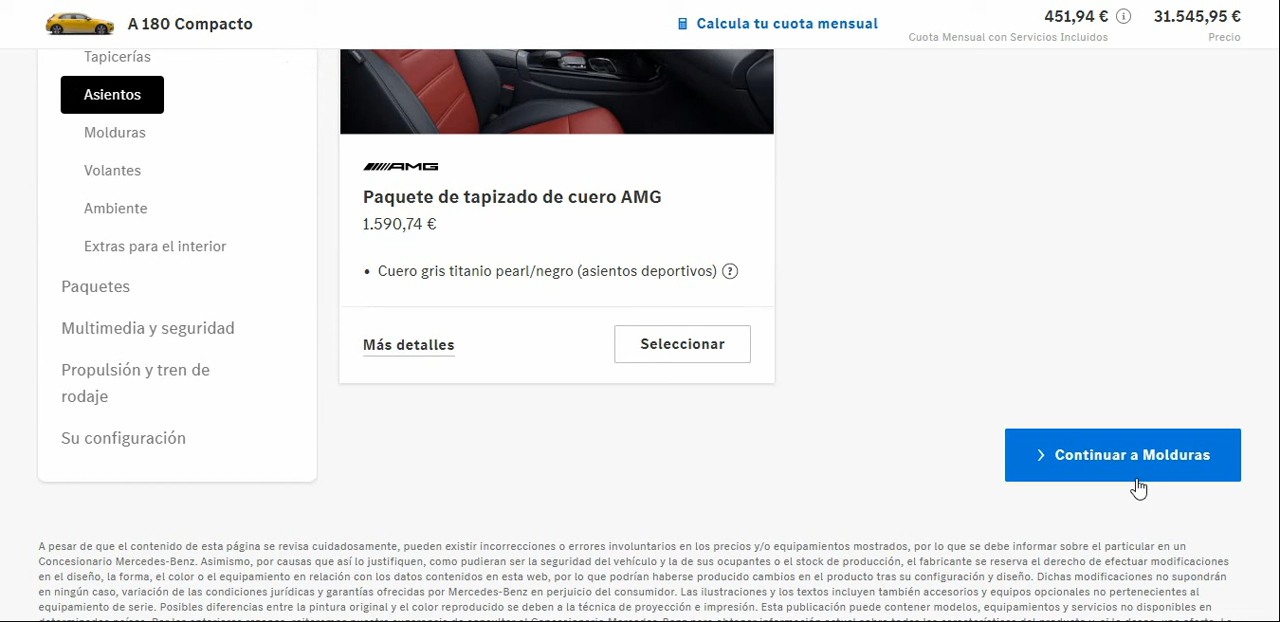 A 180 Compacto
Calcula tu cuota mensual
451,94 €
31.545,95 €
Cuota Mensual con Servicios Incluidos
Precio
Tapicerías
Asientos
Molduras
Volantes
Ambiente
Extras para el interior
Paquetes
Multimedia y seguridad
Propulsión y tren de
rodaje
Su configuración
AMG
Paquete de tapizado de cuero AMG
1.590,74 €
• Cuero gris titanio pearl/negro (asientos deportivos) ?
Más detalles
Seleccionar
Continuar a Molduras
A pesar de que el contenido de esta página se revisa cuidadosamente, pueden existir incorrecciones o errores involuntarios en los precios y/o equipamientos mostrados, por lo que se debe informar sobre el particular en un
Concesionario Mercedes-Benz. Asimismo, por causas que así lo justifiquen, como pudieran ser la seguridad del vehículo y la de sus ocupantes o el stock de producción, el fabricante se reserva el derecho de efectuar modificaciones
en el diseño, la forma, el color o el equipamiento en relación con los datos contenidos en esta web, por lo que podrían haberse producido cambios en el producto tras su configuración y diseño. Dichas modificaciones no supondrán
en ningún caso, variación de las condiciones jurídicas y garantías ofrecidas por Mercedes-Benz en perjuicio del consumidor. Las ilustraciones y los textos incluyen también accesorios y equipos opcionales no pertenecientes al
equipamiento de serie. Posibles diferencias entre la pintura original y el color reproducido se deben a la técnica de proyección e impresión. Esta publicación puede contener modelos, equipamientos y servicios no disponibles en